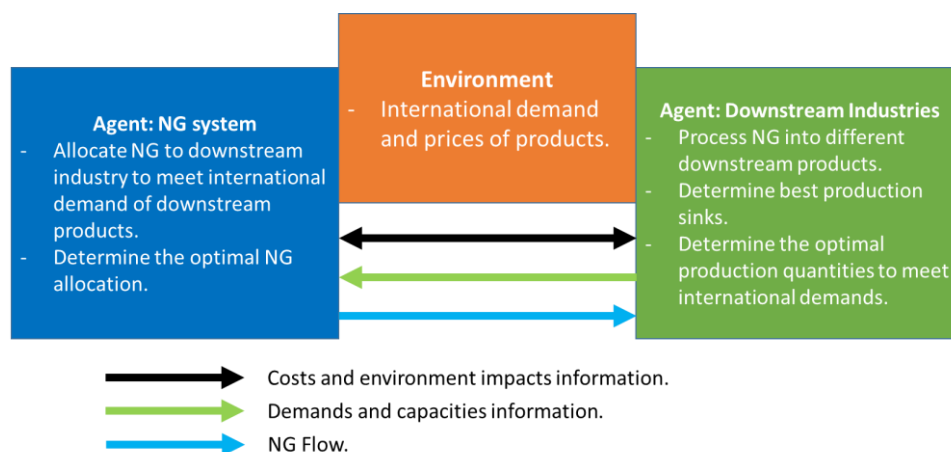 Agent: NG system
- Allocate NG to downstream
industry to meet international
demand of downstream
products.
- Determine the optimal NG
allocation.
Environment
- International demand
and prices of products.
Agent: Downstream Industries
- Process NG into different
downstream products.
- Determine best production
sinks.
- Determine the optimal
production quantities to meet
international demands.
Costs and environment impacts information.
Demands and capacities information.
NG Flow.